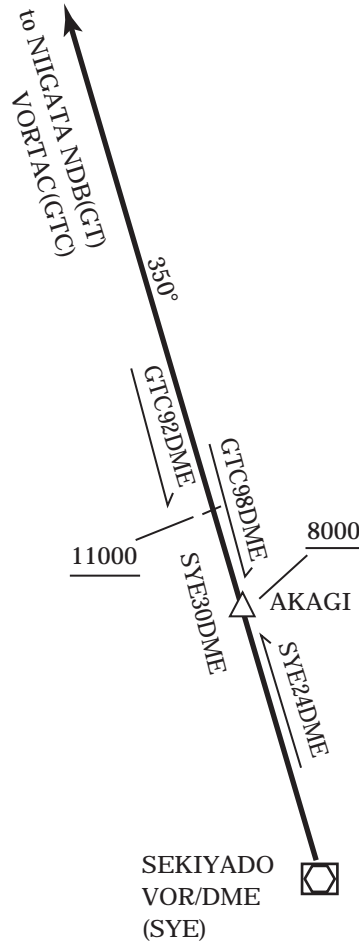 to NIIGATA NDB(GT)
VORTAC(GTC)
350°
GTC92DME
GTC98DME
11000
8000
SYE30DME
AKAGI
SYE24DME
SEKIYADO
VOR/DME
(SYE)